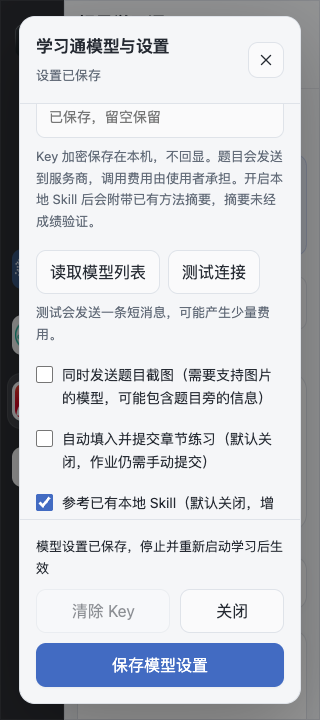 学习通模型与设置
设置已保存
已保存，留空保留
Key 加密保存在本机，不回显。题目会发送
到服务商，调用费用由使用者承担。开启本
地 Skill 后会附带已有方法摘要，摘要未经
成绩验证。
读取模型列表
测试连接
测试会发送一条短消息，可能产生少量费
用。
同时发送题目截图（需要支持图片
的模型，可能包含题目旁的信息）
自动填入并提交章节练习（默认关
闭，作业仍需手动提交）
参考已有本地 Skill（默认关闭，增
模型设置已保存，停止并重新启动学习后生
效
清除 Key
关闭
保存模型设置